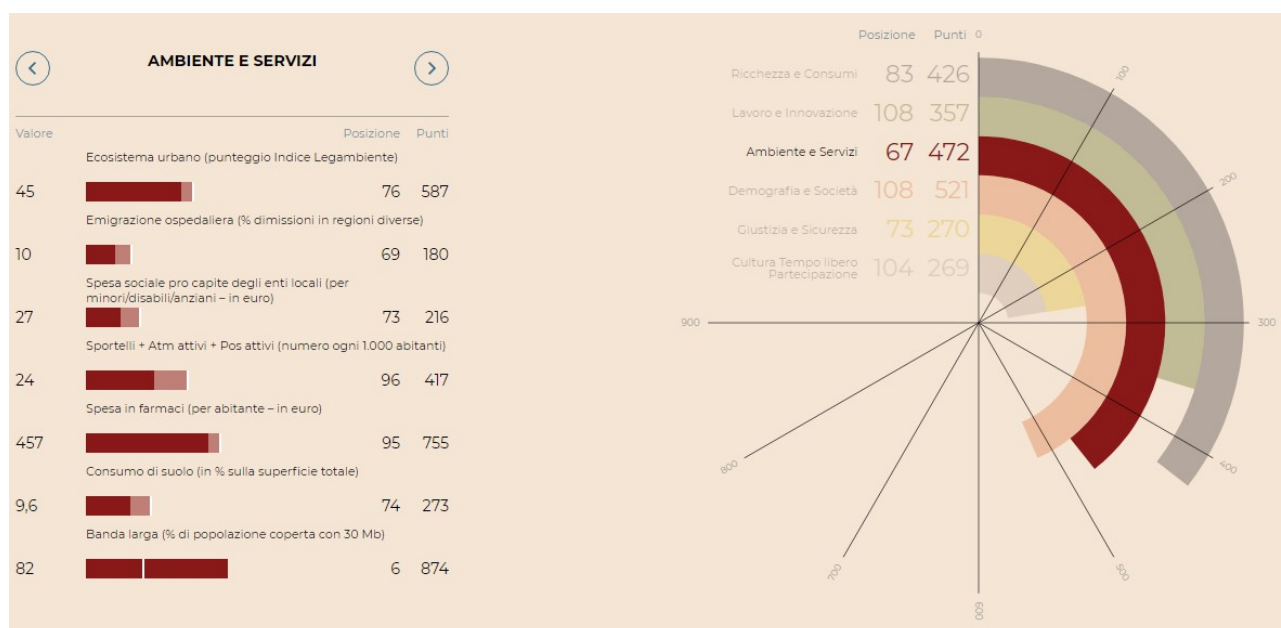 AMBIENTE E SERVIZI
Valore Posizione Punti
Ecosistema urbano (punteggio Indice Legambiente)
45 76 587
Emigrazione ospedaliera (% dimissioni in regioni diverse)
10 69 180
Spesa sociale pro capite degli enti locali (per
minori/disabili/anziani – in euro)
27 73 216
Sportelli + Atm attivi + Pos attivi (numero ogni 1.000 abitanti)
24 96 417
Spesa in farmaci (per abitante – in euro)
457 95 755
Consumo di suolo (in % sulla superficie totale)
9,6 74 273
Banda larga (% di popolazione coperta con 30 Mb)
82 6 874
Posizione Punti 0
Ricchezza e Consumi 83 426
Lavoro e Innovazione 108 357
Ambiente e Servizi 67 472
Demografia e Società 108 521
Giustizia e Sicurezza 73 270
Cultura Tempo libero
Partecipazione 104 269
100
200
300
400
500
600
700
800
900